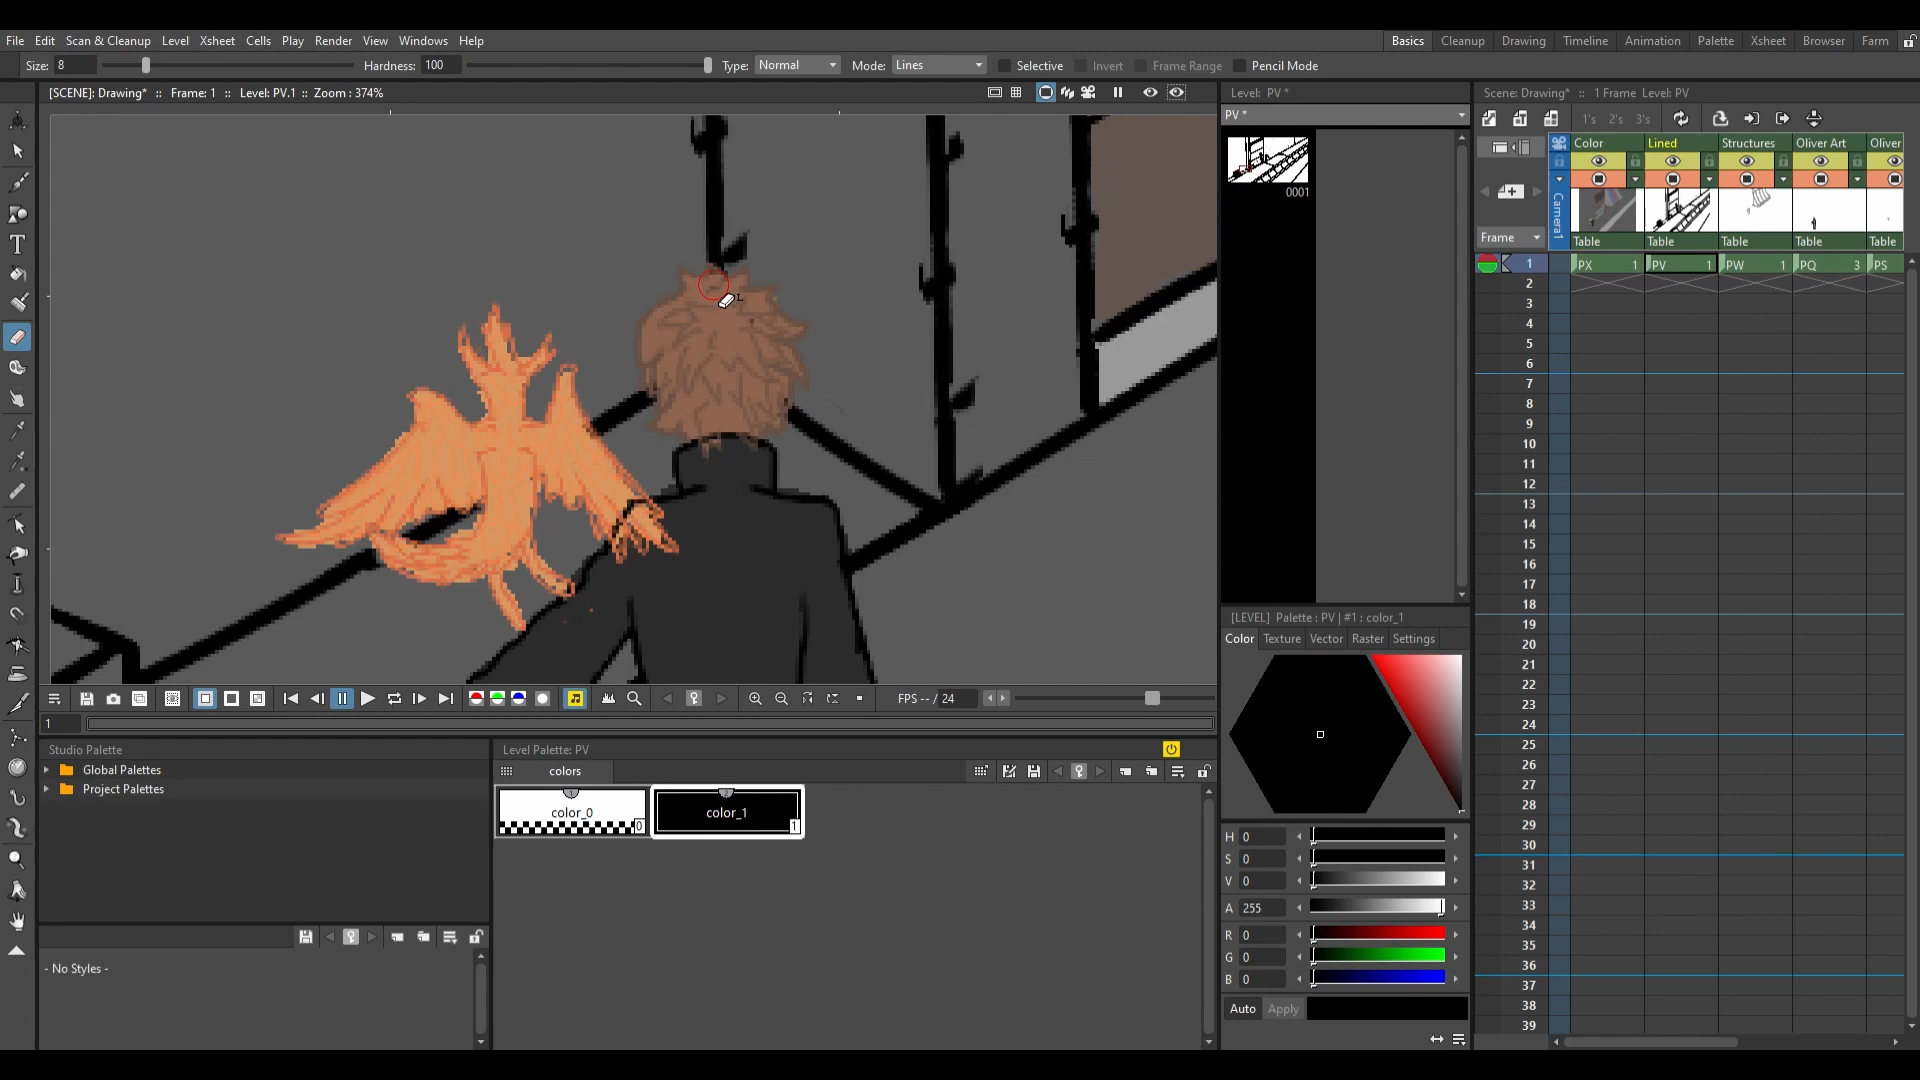 File Edit Scan & Cleanup Level Xsheet Cells Play Render View Windows Help
Basics Cleanup Drawing Timeline Animation Palette Xsheet Browser Farm
Size: 8 Hardness: 100 Type: Normal Mode: Lines Selective Invert Frame Range Pencil Mode
[SCENE]: Drawing* :: Frame: 1 :: Level: PV.1 :: Zoom : 374%
Level: PV *
Scene: Drawing* :: 1 Frame Level: PV
PV *
1's 2's 3's
Color Lined Structures Oliver Art Oliver
0001
Camera1
Frame
Table Table Table Table Table
1 PX 1 PV 1 PW 1 PQ 3 PS
2
3
4
5
6
7
8
9
10
11
12
13
14
15
16
17
18
19
20
21
22
23
24
25
26
27
28
29
30
31
32
33
34
35
36
37
38
39
L
[LEVEL] Palette : PV | #1 : color_1
Color Texture Vector Raster Settings
FPS -- / 24
1
Studio Palette
Global Palettes
Project Palettes
- No Styles -
Level Palette: PV
colors
1 color_0 0
2 color_1 1
H 0
S 0
V 0
A 255
R 0
G 0
B 0
Auto Apply